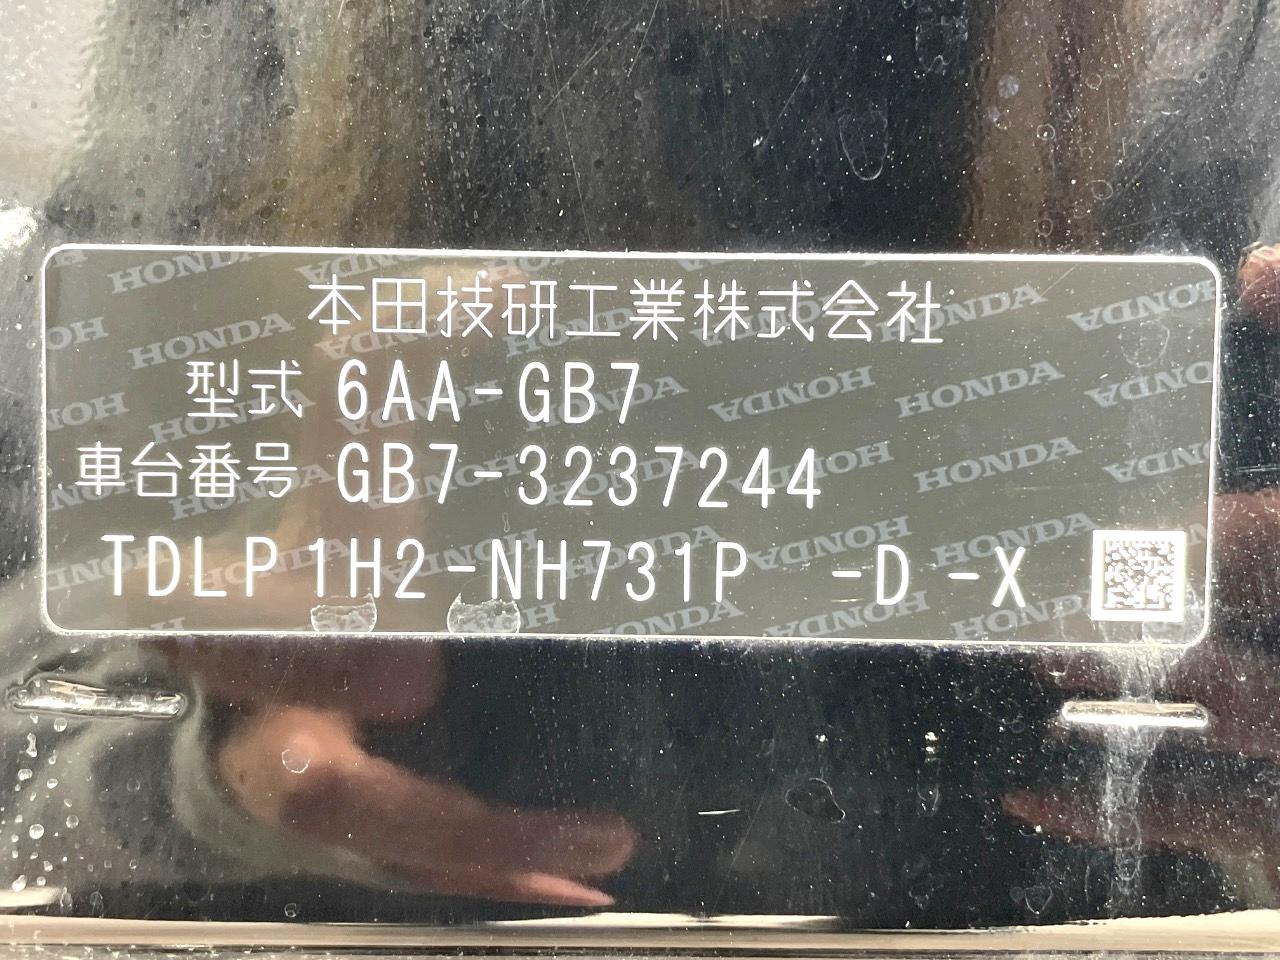 本田技研工業株式会社
型式 6AA-GB7
車台番号 GB7-3237244
TDLP1H2-NH731P -D -X